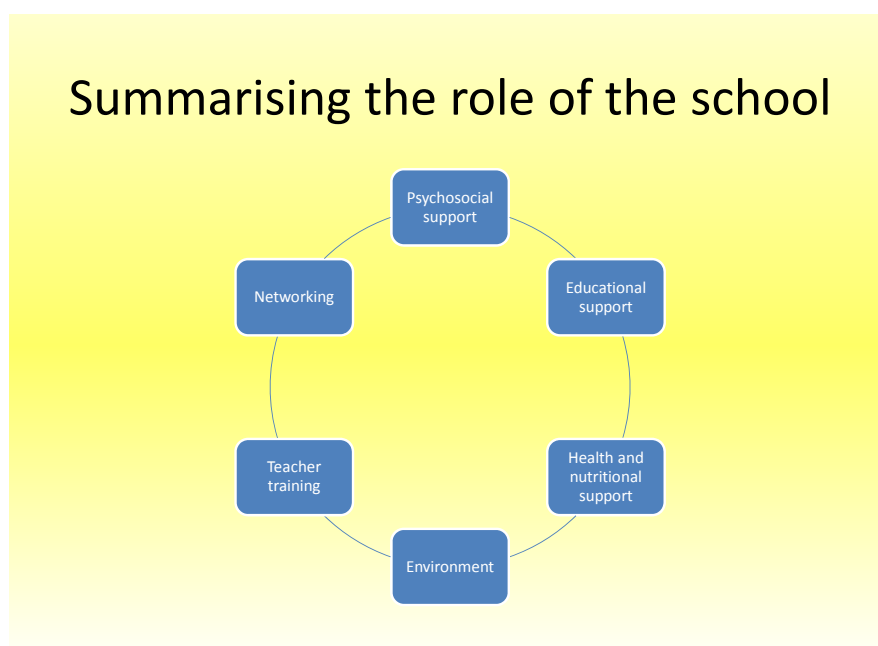 Summarising the role of the school
Psychosocial
support
Educational
support
Health and
nutritional
support
Environment
Teacher
training
Networking